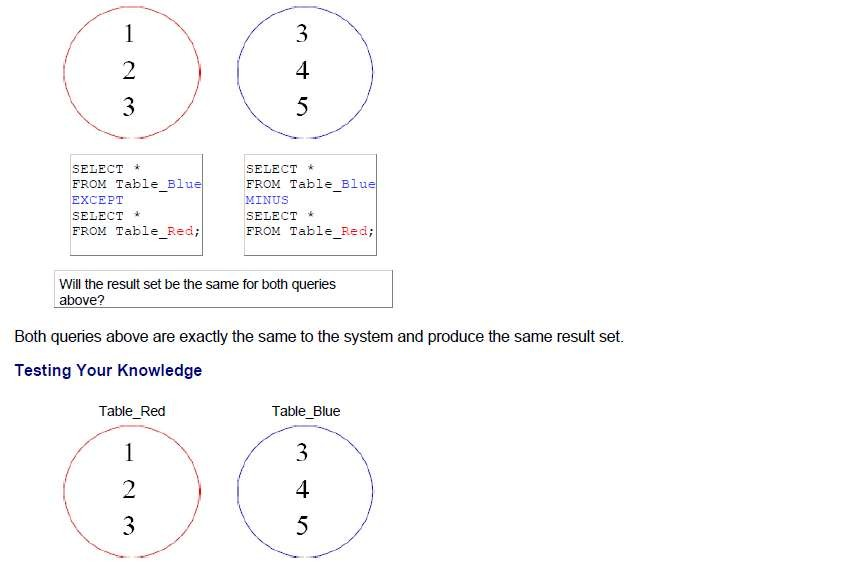 1 3
2 4
3 5
SELECT *
FROM Table_Blue
EXCEPT
SELECT *
FROM Table_Red;
SELECT *
FROM Table_Blue
MINUS
SELECT *
FROM Table_Red;
Will the result set be the same for both queries
above?
Both queries above are exactly the same to the system and produce the same result set.
Testing Your Knowledge
Table_Red Table_Blue
1 3
2 4
3 5